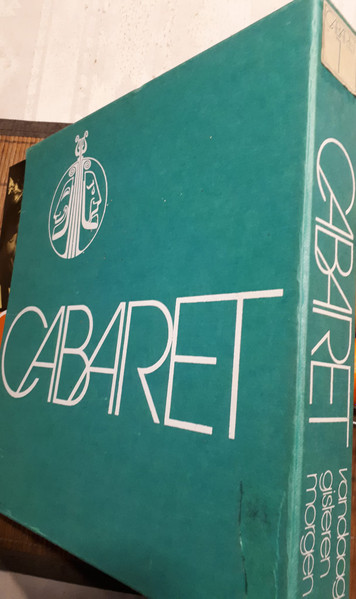 CABARET
CABARET
vandaag
gisteren
morgen